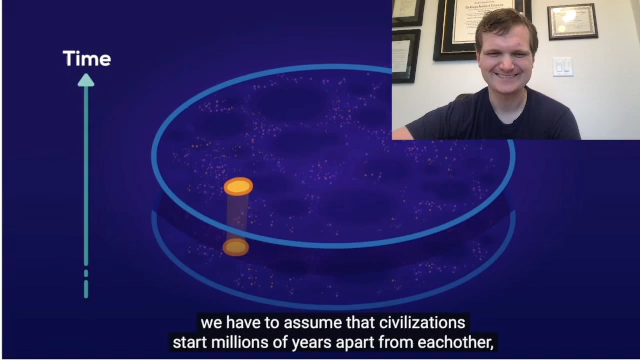 Time
we have to assume that civilizations
start millions of years apart from eachother,